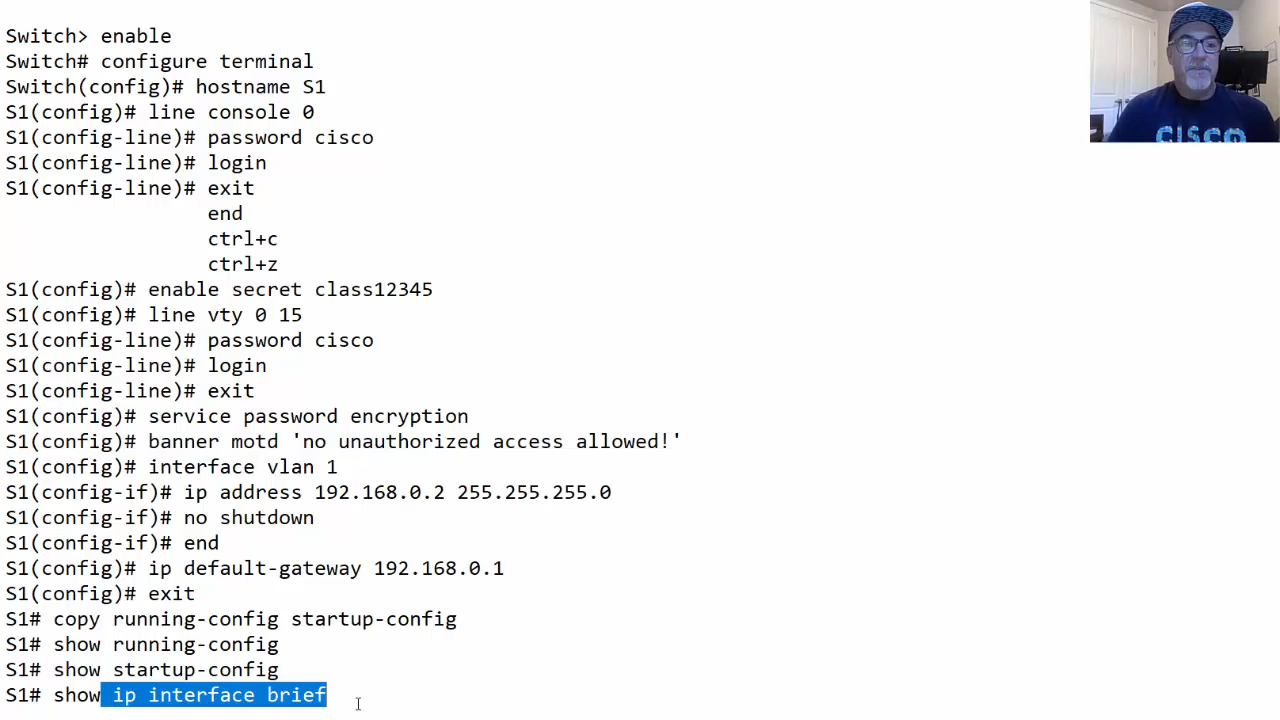 Switch> enable
Switch# configure terminal
Switch(config)# hostname S1
S1(config)# line console 0
S1(config-line)# password cisco
S1(config-line)# login
S1(config-line)# exit
end
ctrl+c
ctrl+z
S1(config)# enable secret class12345
S1(config)# line vty 0 15
S1(config-line)# password cisco
S1(config-line)# login
S1(config-line)# exit
S1(config)# service password encryption
S1(config)# banner motd 'no unauthorized access allowed!'
S1(config)# interface vlan 1
S1(config-if)# ip address 192.168.0.2 255.255.255.0
S1(config-if)# no shutdown
S1(config-if)# end
S1(config)# ip default-gateway 192.168.0.1
S1(config)# exit
S1# copy running-config startup-config
S1# show running-config
S1# show startup-config
S1# show ip interface brief
CISCO